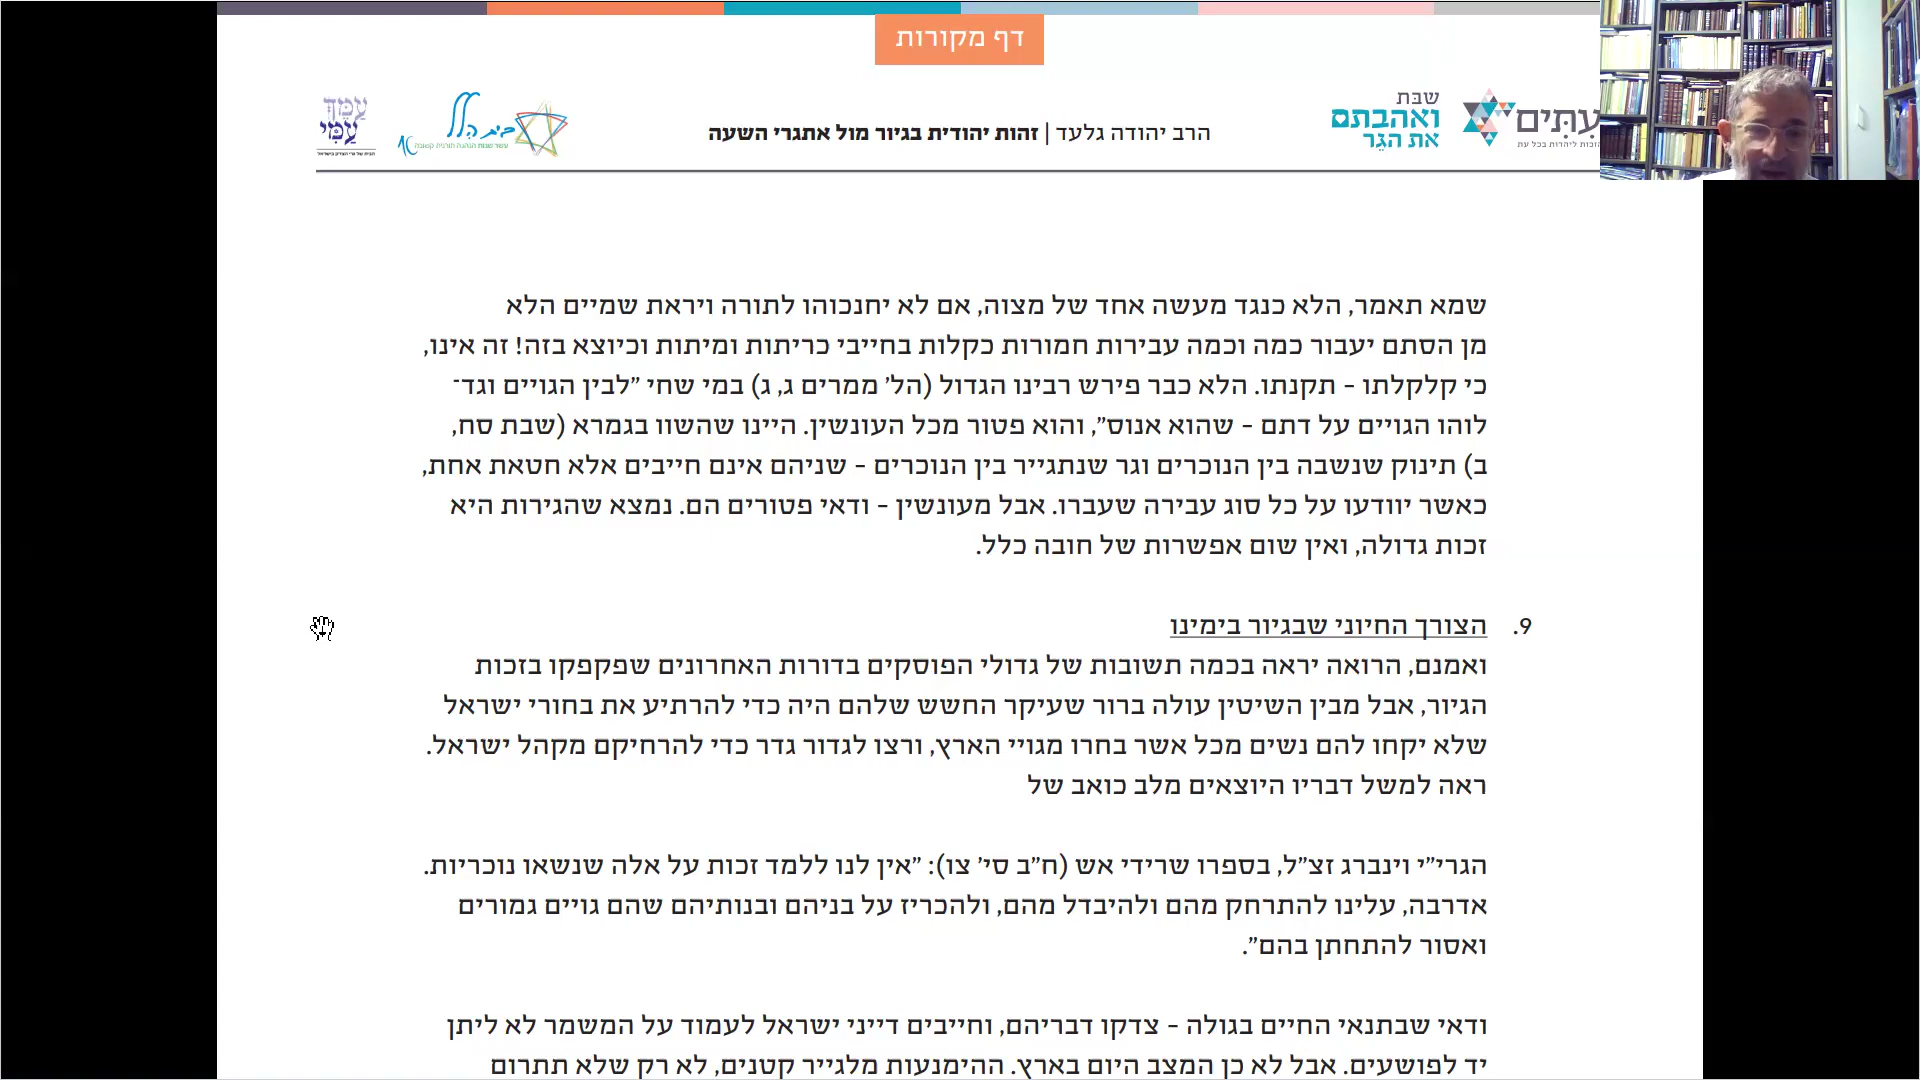 דף מקורות
עתים
זכות ליהדות בכל עת
שבת
ואהבתם
את הגֵר
הרב יהודה גלעד | זהות יהודית בגיור מול אתגרי השעה
בית הלל
עשר שנות הנהגה תורנית קשובה
עַמֵּךְ
עַמִּי
שמא תאמר, הלא כנגד מעשה אחד של מצוה, אם לא יחנכוהו לתורה ויראת שמיים הלא
מן הסתם יעבור כמה וכמה עבירות חמורות כקלות בחייבי כריתות ומיתות וכיוצא בזה! זה אינו,
כי קלקלתו - תקנתו. הלא כבר פירש רבינו הגדול (הל' ממרים ג, ג) במי שחי "לבין הגויים וגד־
לוהו הגויים על דתם - שהוא אנוס", והוא פטור מכל העונשין. היינו שהשוו בגמרא (שבת סח,
ב) תינוק שנשבה בין הנוכרים וגר שנתגייר בין הנוכרים - שניהם אינם חייבים אלא חטאת אחת,
כאשר יוודעו על כל סוג עבירה שעברו. אבל מעונשין - ודאי פטורים הם. נמצא שהגירות היא
זכות גדולה, ואין שום אפשרות של חובה כלל.
9. הצורך החיוני שבגיור בימינו
ואמנם, הרואה יראה בכמה תשובות של גדולי הפוסקים בדורות האחרונים שפקפקו בזכות
הגיור, אבל מבין השיטין עולה ברור שעיקר החשש שלהם היה כדי להרתיע את בחורי ישראל
שלא יקחו להם נשים מכל אשר בחרו מגויי הארץ, ורצו לגדור גדר כדי להרחיקם מקהל ישראל.
ראה למשל דבריו היוצאים מלב כואב של
הגרי"י וינברג זצ"ל, בספרו שרידי אש (ח"ב סי' צו): "אין לנו ללמד זכות על אלה שנשאו נוכריות.
אדרבה, עלינו להתרחק מהם ולהיבדל מהם, ולהכריז על בניהם ובנותיהם שהם גויים גמורים
ואסור להתחתן בהם".
ודאי שבתנאי החיים בגולה - צדקו דבריהם, וחייבים דייני ישראל לעמוד על המשמר לא ליתן
יד לפושעים. אבל לא כן המצב היום בארץ. ההימנעות מלגייר קטנים, לא רק שלא תתרום